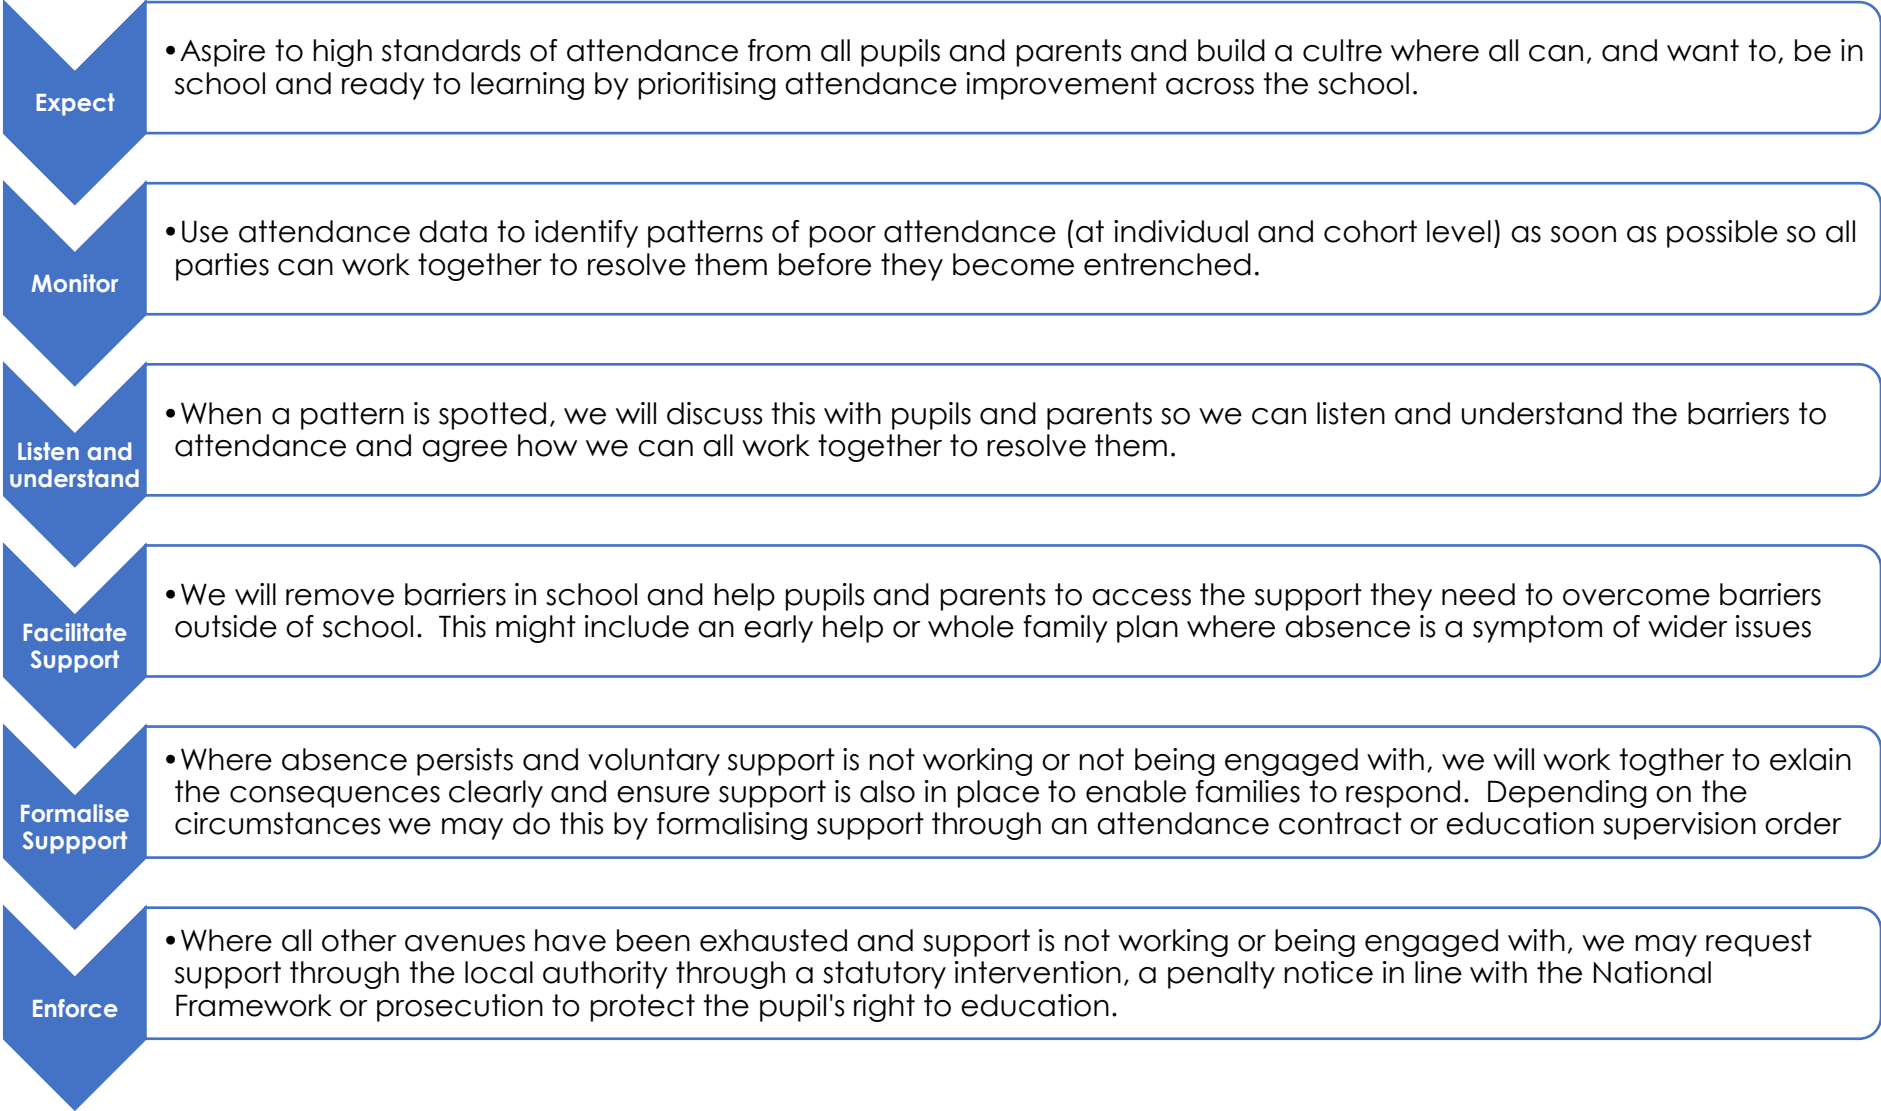 Expect
•Aspire to high standards of attendance from all pupils and parents and build a cultre where all can, and want to, be in
school and ready to learning by prioritising attendance improvement across the school.
Monitor
•Use attendance data to identify patterns of poor attendance (at individual and cohort level) as soon as possible so all
parties can work together to resolve them before they become entrenched.
Listen and
understand
•When a pattern is spotted, we will discuss this with pupils and parents so we can listen and understand the barriers to
attendance and agree how we can all work together to resolve them.
Facilitate
Support
•We will remove barriers in school and help pupils and parents to access the support they need to overcome barriers
outside of school.  This might include an early help or whole family plan where absence is a symptom of wider issues
Formalise
Suppport
•Where absence persists and voluntary support is not working or not being engaged with, we will work togther to exlain
the consequences clearly and ensure support is also in place to enable families to respond.  Depending on the
circumstances we may do this by formalising support through an attendance contract or education supervision order
Enforce
•Where all other avenues have been exhausted and support is not working or being engaged with, we may request
support through the local authority through a statutory intervention, a penalty notice in line with the National
Framework or prosecution to protect the pupil's right to education.